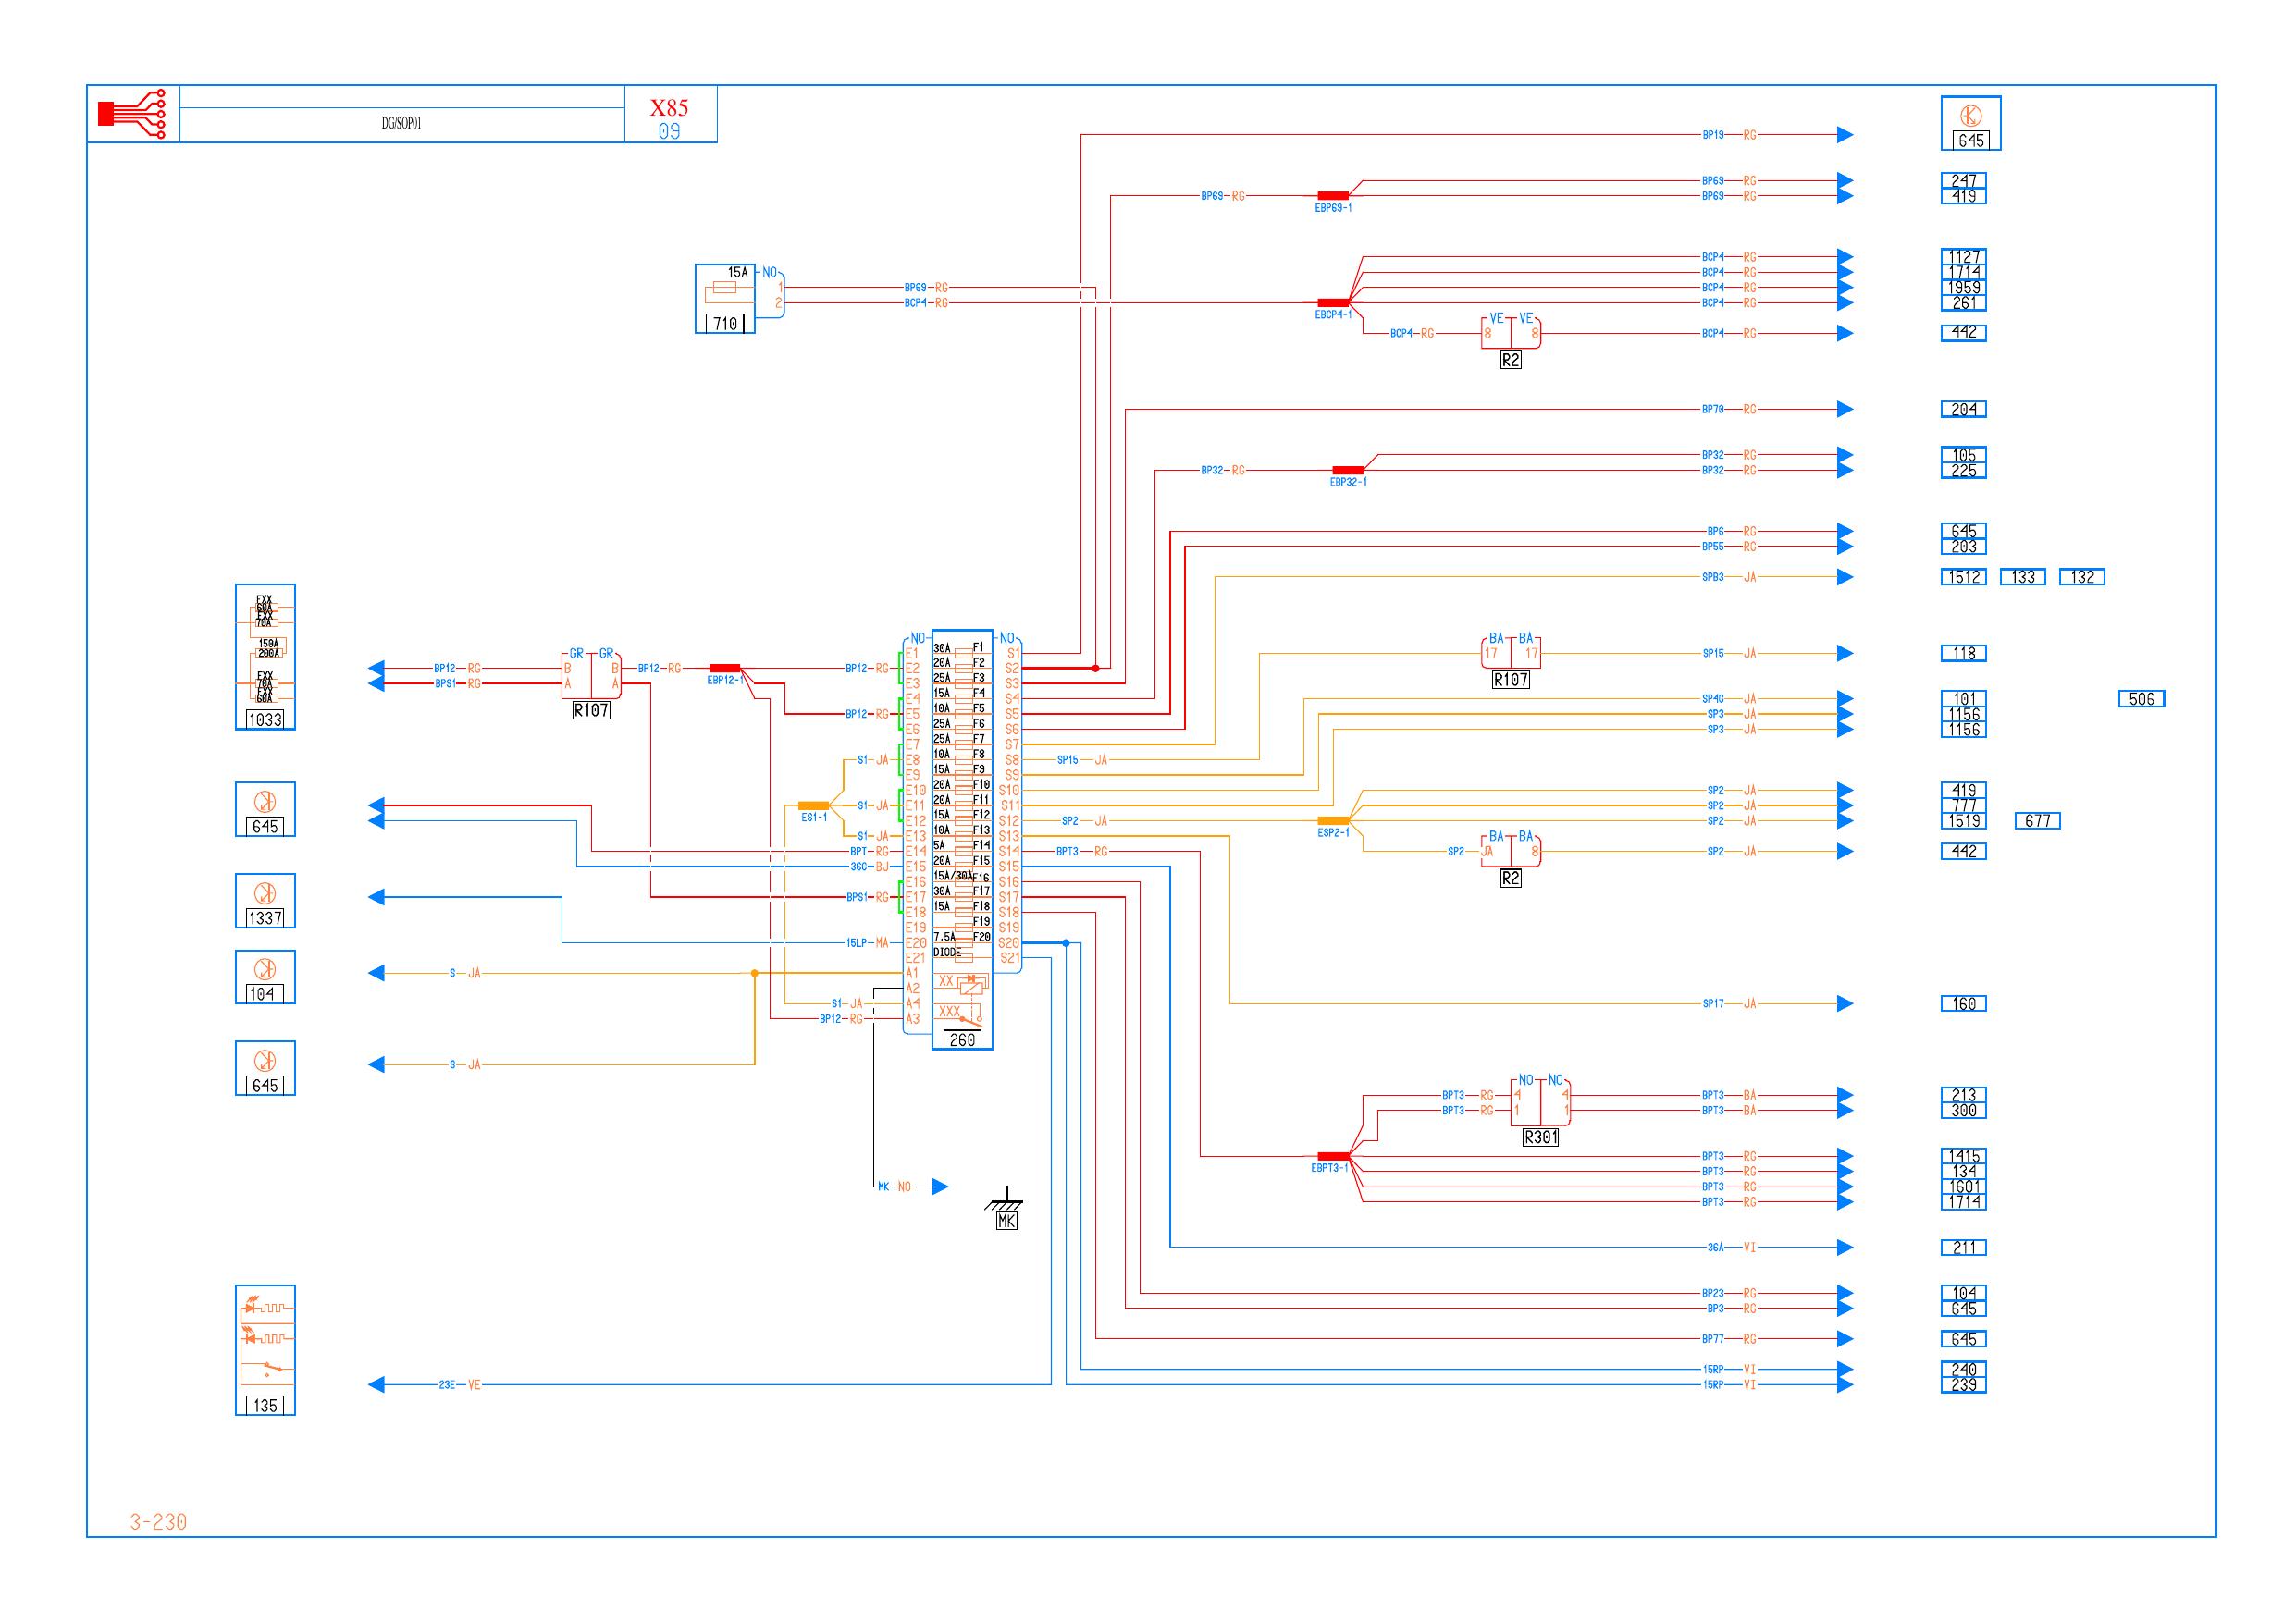 DG/SOP01
X85
09
BP19 RG
645
BP69 RG
247
BP69 RG
EBP69-1
BP69 RG
419
BCP4 RG
1127
15A NO
BCP4 RG
1714
1
BP69 RG
BCP4 RG
1959
2
BCP4 RG
EBCP4-1
BCP4 RG
261
710
VE VE
BCP4 RG
8 8
BCP4 RG
442
R2
BP78 RG
204
BP32 RG
105
BP32 RG
EBP32-1
BP32 RG
225
BP6 RG
645
BP55 RG
203
SPB3 JA
1512 133 132
150A
200A
1033
BP12 RG
BPS1 RG
GR GR
B B
A A
R107
BP12 RG
EBP12-1
BP12 RG
BP12 RG
NO NO
E1 30A F1 S1
E2 20A F2 S2
E3 25A F3 S3
E4 15A F4 S4
E5 10A F5 S5
E6 25A F6 S6
E7 25A F7 S7
E8 10A F8 S8
E9 15A F9 S9
E10 20A F10 S10
E11 20A F11 S11
E12 15A F12 S12
E13 10A F13 S13
E14 5A F14 S14
E15 20A F15 S15
E16 15A/30A F16 S16
E17 30A F17 S17
E18 15A F18 S18
E19 F19 S19
E20 7.5A F20 S20
E21 DIODE S21
A1
A2 XX
A4
A3 XXX
260
BA BA
17 17
R107
SP15 JA
118
SP15 JA
SP4G JA
101 506
SP3 JA
1156
SP3 JA
1156
S1 JA
S1 JA
ES1-1
S1 JA
645
BPT RG
36G BJ
BPS1 RG
1337
15LP MA
104
S JA
S1 JA
BP12 RG
645
S JA
SP2 JA
419
SP2 JA
777
SP2 JA
ESP2-1
SP2 JA
1519 677
BA BA
SP2 JA 8
SP2 JA
442
R2
BPT3 RG
SP17 JA
160
NO NO
BPT3 RG 4 4 BPT3 BA
213
BPT3 RG 1 1 BPT3 BA
300
R301
EBPT3-1
BPT3 RG
1415
BPT3 RG
134
BPT3 RG
1601
BPT3 RG
1714
MK NO
MK
36A VI
211
BP23 RG
104
BP3 RG
645
BP77 RG
645
15RP VI
240
15RP VI
239
23E VE
135
3-230